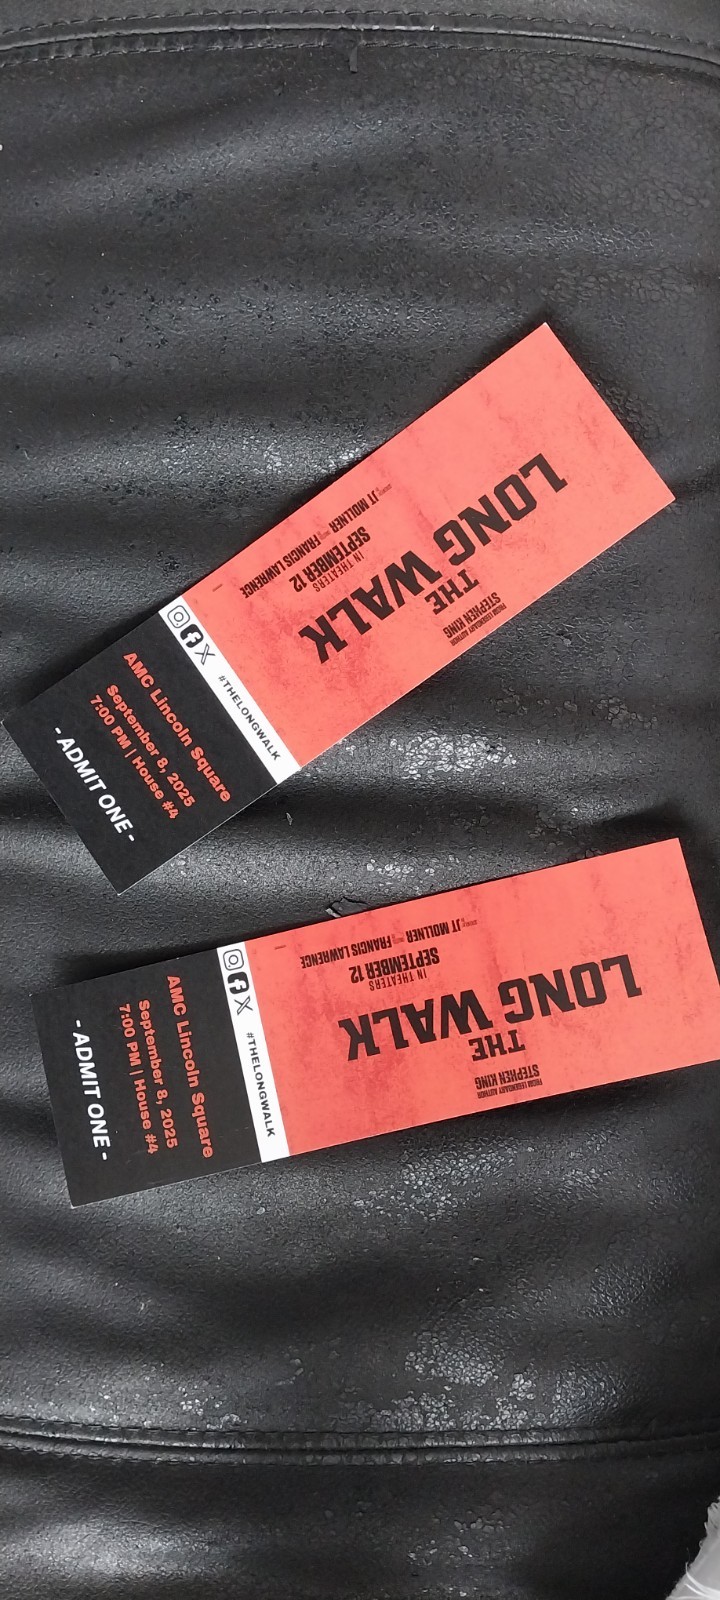 FROM LEGENDARY AUTHOR
STEPHEN KING
THE
LONG WALK
IN THEATERS
SEPTEMBER 12
JT MOLLNER
FRANCIS LAWRENCE
#THELONGWALK
AMC Lincoln Square
September 8, 2025
7:00 PM | House #4
- ADMIT ONE -
FROM LEGENDARY AUTHOR
STEPHEN KING
THE
LONG WALK
IN THEATERS
SEPTEMBER 12
JT MOLLNER
FRANCIS LAWRENCE
#THELONGWALK
AMC Lincoln Square
September 8, 2025
7:00 PM | House #4
- ADMIT ONE -